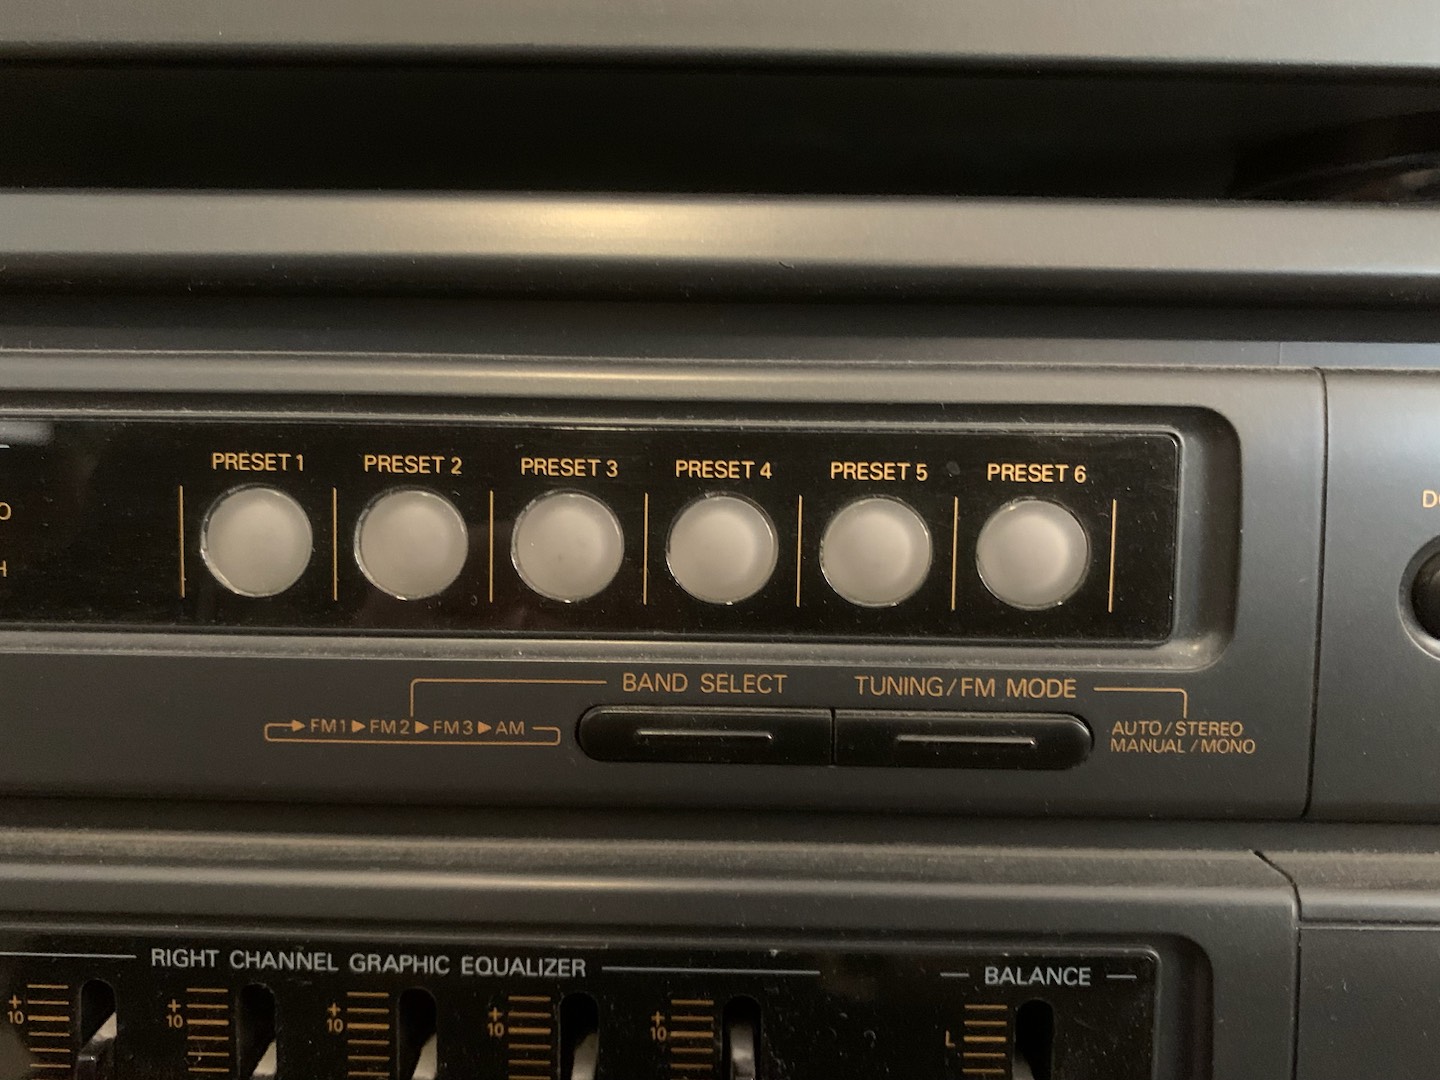 PRESET 1 PRESET 2 PRESET 3 PRESET 4 PRESET 5 PRESET 6
BAND SELECT TUNING/FM MODE
FM1 FM2 FM3 AM
AUTO/STEREO
MANUAL/MONO
RIGHT CHANNEL GRAPHIC EQUALIZER BALANCE
+ + + + +
10 10 10 10 10 L